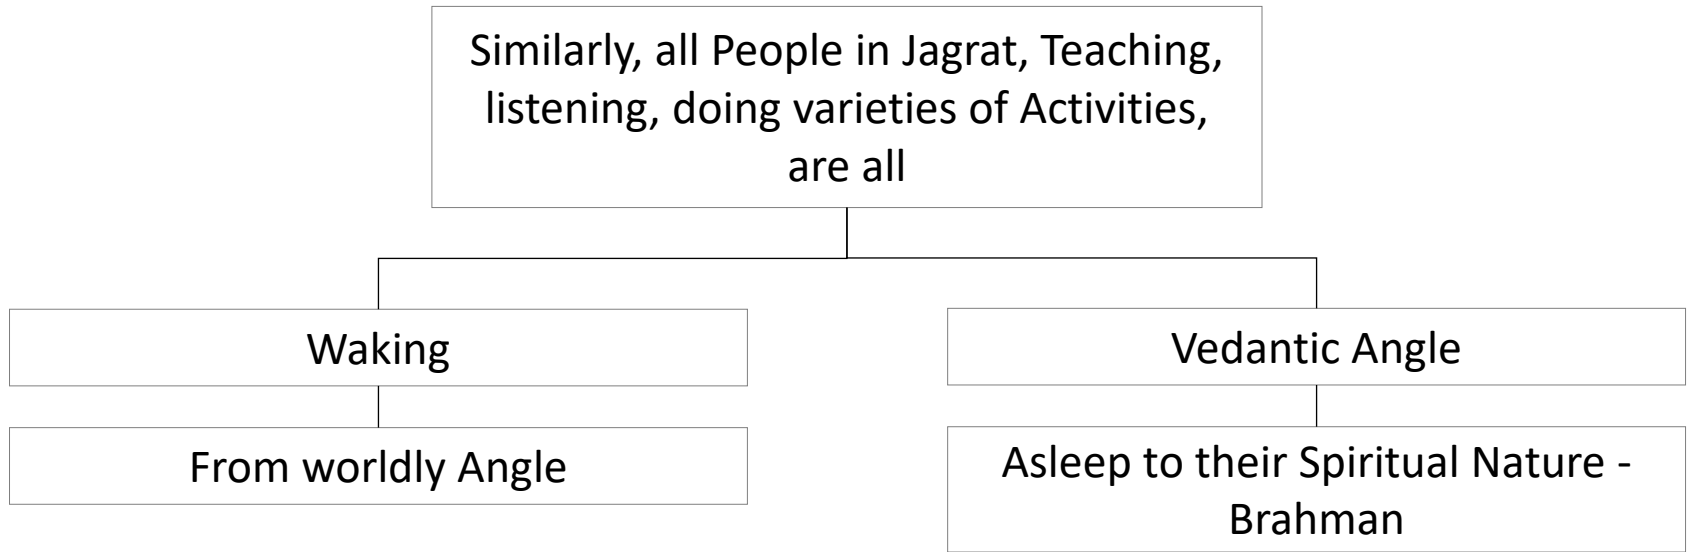 Similarly, all People in Jagrat, Teaching,
listening, doing varieties of Activities,
are all
Waking
From worldly Angle
Vedantic Angle
Asleep to their Spiritual Nature -
Brahman